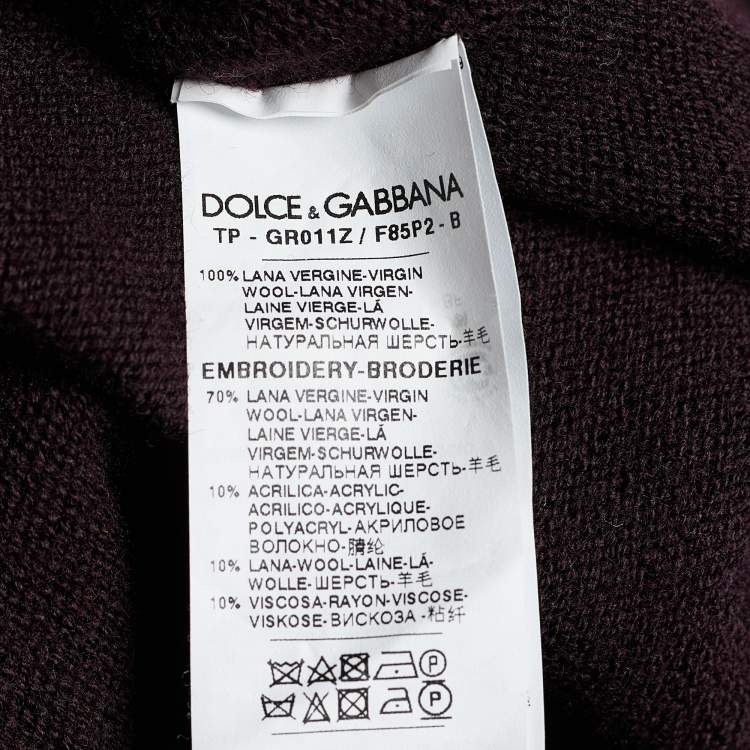 DOLCE & GABBANA
TP - GR011Z / F85P2 - B
100% LANA VERGINE-VIRGIN
WOOL-LANA VIRGEN-
LAINE VIERGE-LÃ
VIRGEM-SCHURWOLLE-
НАТУРАЛЬНАЯ ШЕРСТЬ-羊毛
EMBROIDERY-BRODERIE
70% LANA VERGINE-VIRGIN
WOOL-LANA VIRGEN-
LAINE VIERGE-LÃ
VIRGEM-SCHURWOLLE-
НАТУРАЛЬНАЯ ШЕРСТЬ-羊毛
10% ACRILICA-ACRYLIC-
ACRILICO-ACRYLIQUE-
POLYACRYL-АКРИЛОВОЕ
ВОЛОКНО-腈纶
10% LANA-WOOL-LAINE-LÃ-
WOLLE-ШЕРСТЬ-羊毛
10% VISCOSA-RAYON-VISCOSE-
VISKOSE-ВИСКОЗА -粘纤
P
P